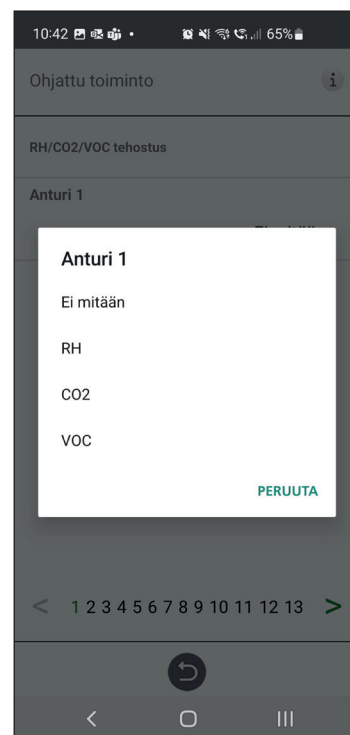 10:42 65%
Ohjattu toiminto
RH/CO2/VOC tehostus
Anturi 1
Anturi 1
Ei mitään
RH
CO2
VOC
PERUUTA
< 1 2 3 4 5 6 7 8 9 10 11 12 13 >